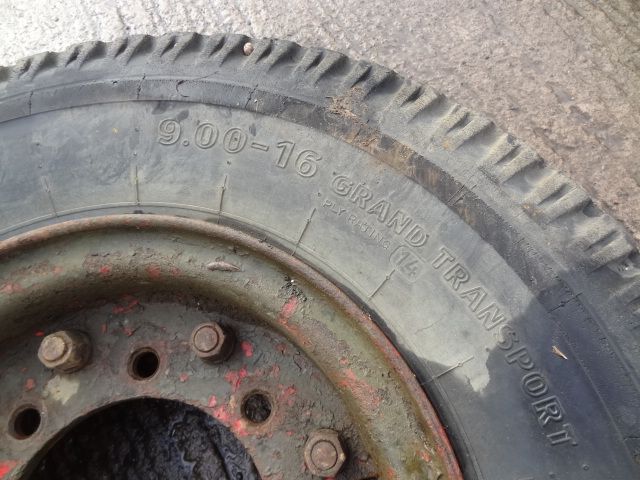 9.00-16 GRAND TRANSPORT
PLY RATING 14